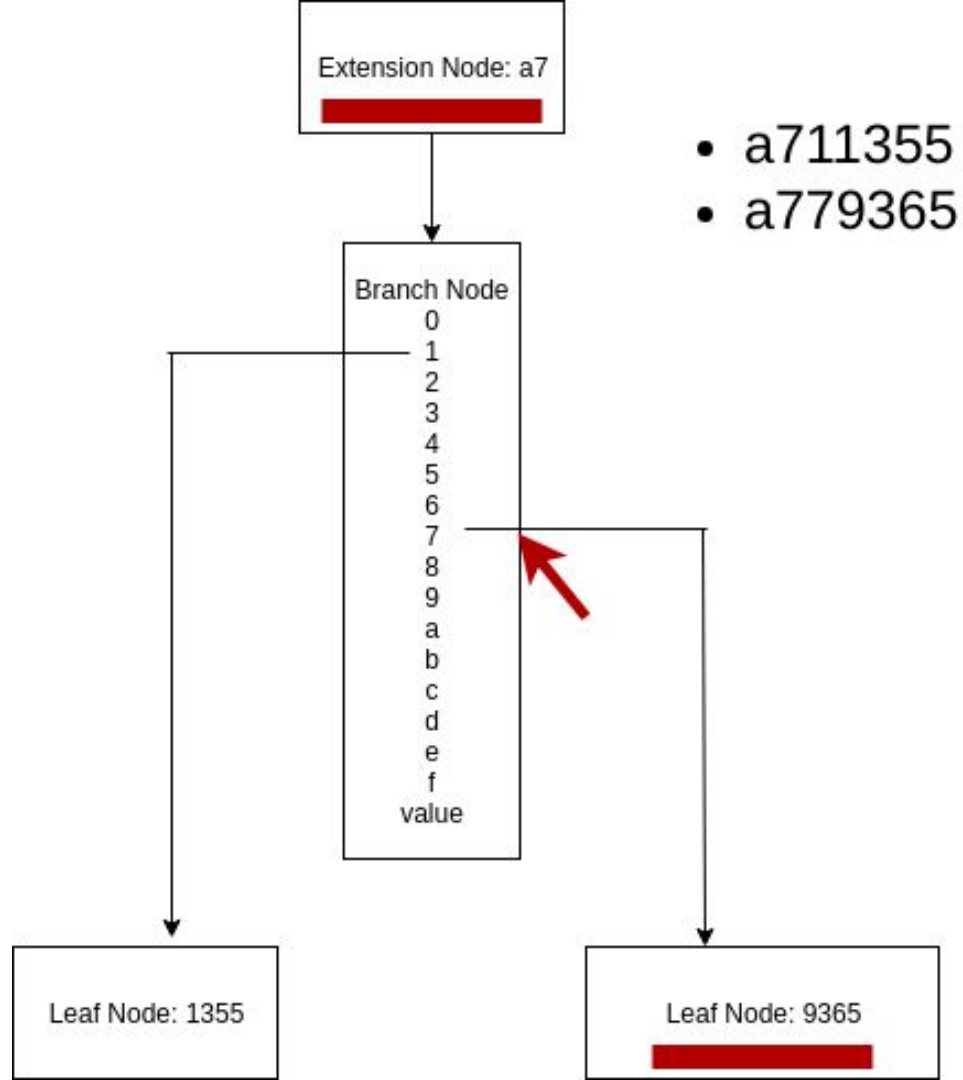 Extension Node: a7
• a711355
• a779365
Branch Node
0
1
2
3
4
5
6
7
8
9
a
b
c
d
e
f
value
Leaf Node: 1355
Leaf Node: 9365